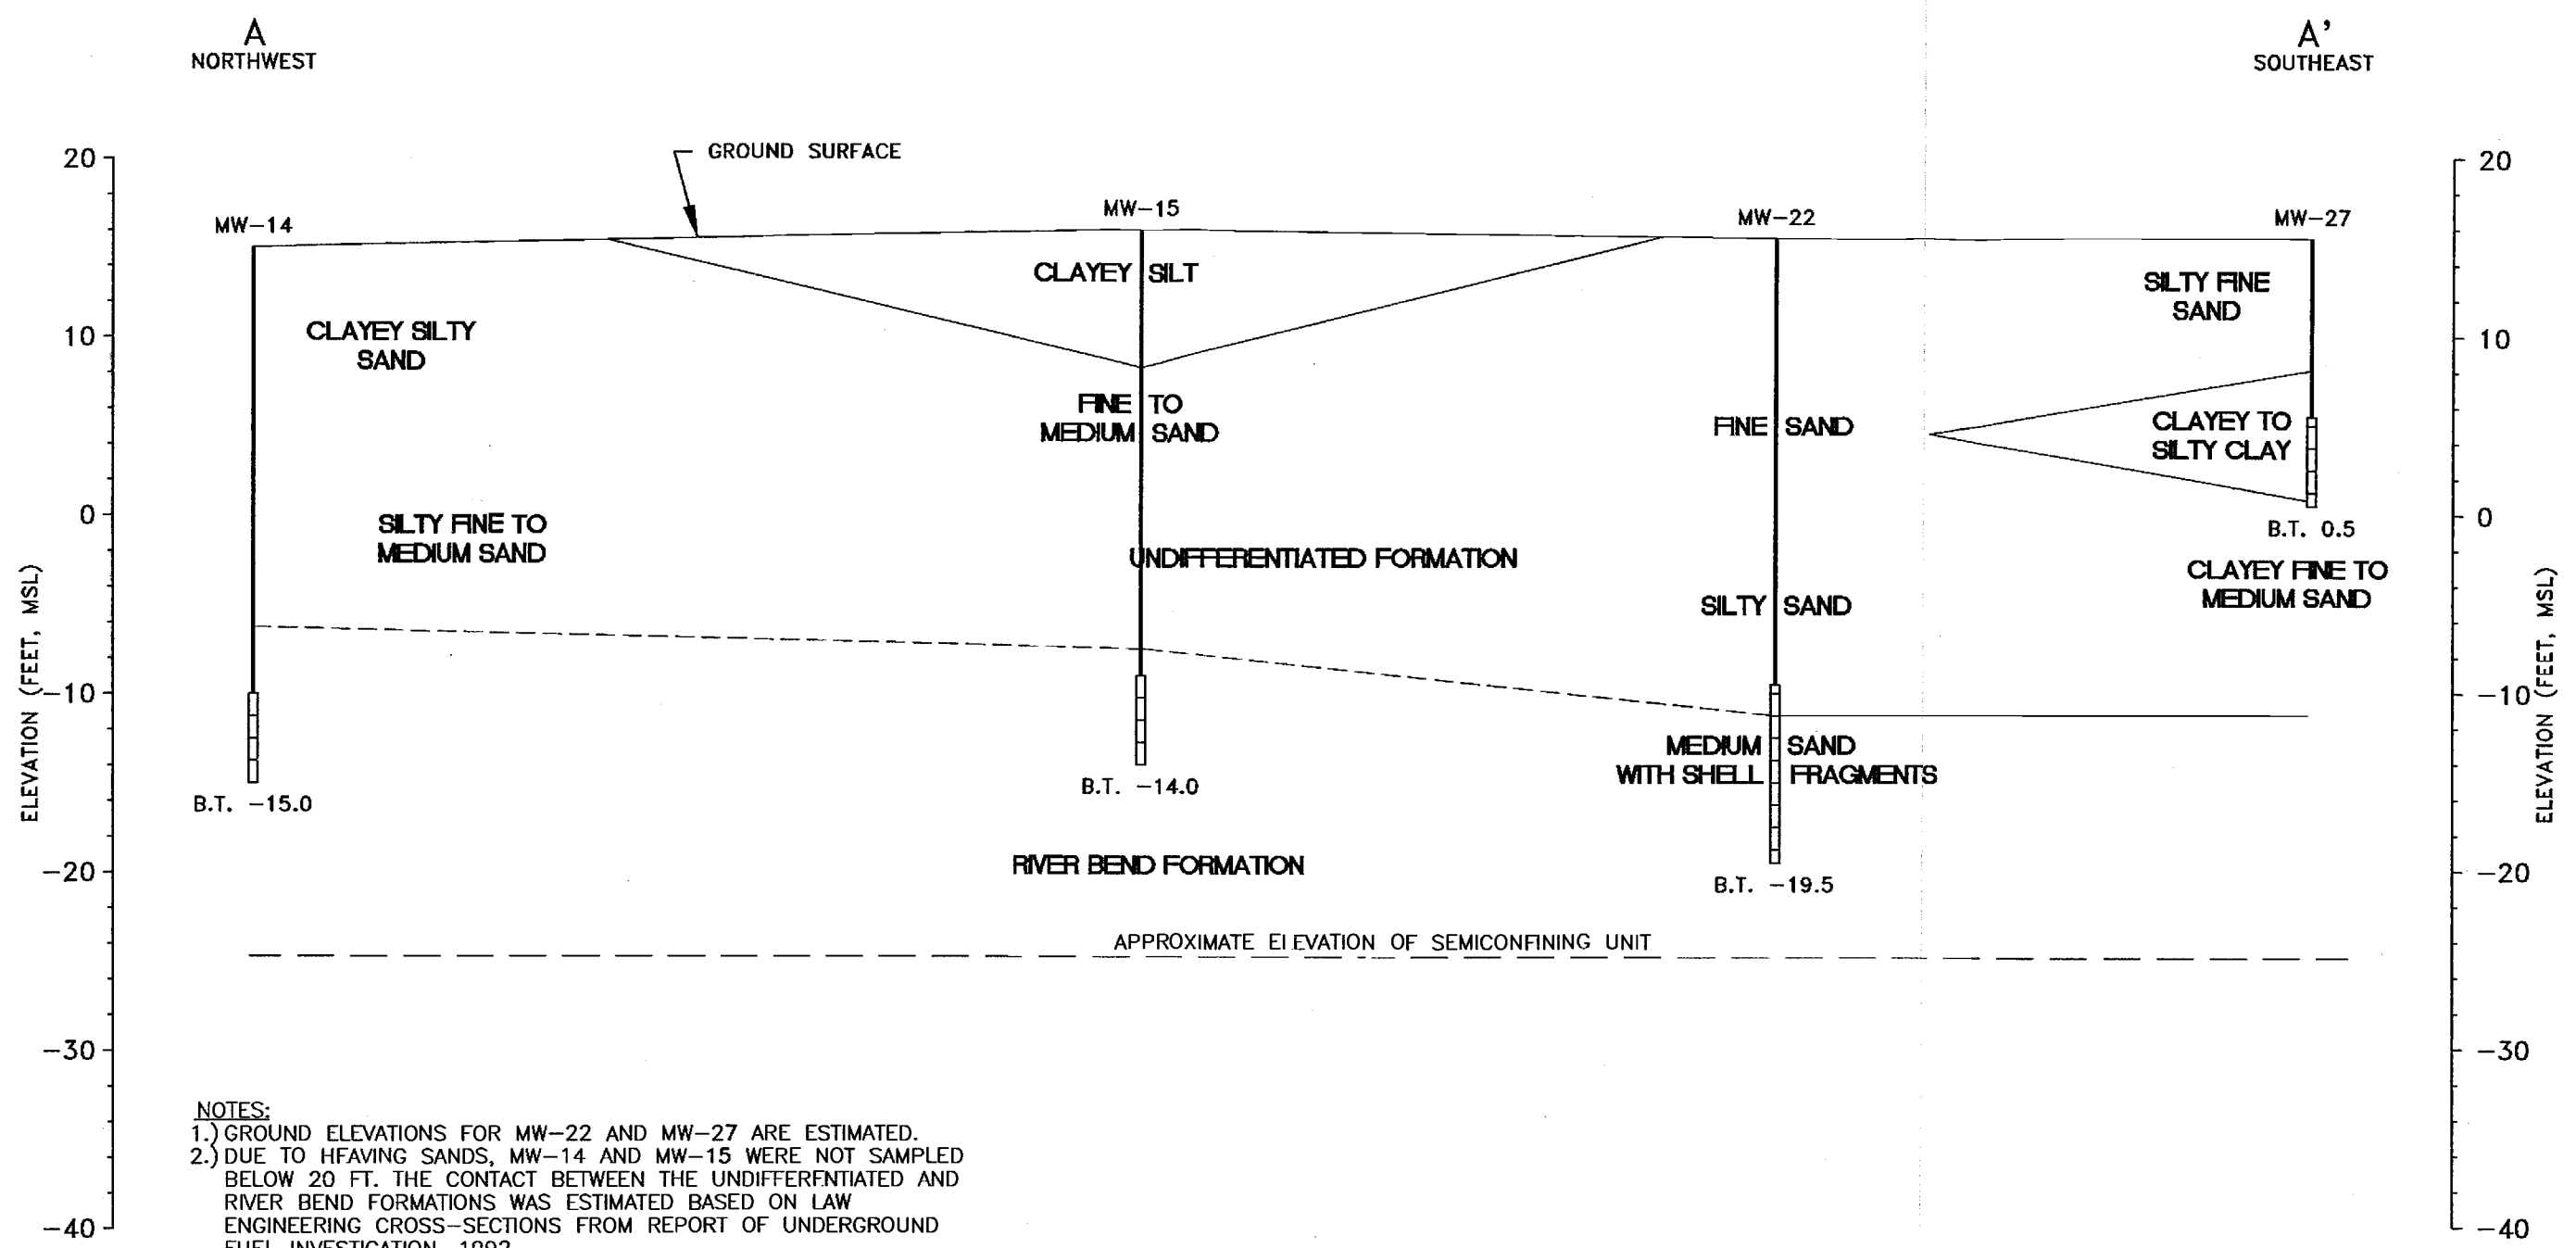 A
NORTHWEST
A'
SOUTHEAST
GROUND SURFACE
20
20
MW-14
MW-15
MW-22
MW-27
CLAYEY SILT
SILTY FINE
SAND
CLAYEY SILTY
SAND
10
10
FINE TO
MEDIUM SAND
FINE SAND
CLAYEY TO
SILTY CLAY
0
0
SILTY FINE TO
MEDIUM SAND
B.T. 0.5
UNDIFFERENTIATED FORMATION
CLAYEY FINE TO
MEDIUM SAND
SILTY SAND
ELEVATION (FEET, MSL)
ELEVATION (FEET, MSL)
-10
-10
MEDIUM SAND
WITH SHELL FRAGMENTS
B.T. -15.0
B.T. -14.0
-20
-20
RIVER BEND FORMATION
B.T. -19.5
APPROXIMATE ELEVATION OF SEMICONFINING UNIT
-30
-30
NOTES:
1.) GROUND ELEVATIONS FOR MW-22 AND MW-27 ARE ESTIMATED.
2.) DUE TO HEAVING SANDS, MW-14 AND MW-15 WERE NOT SAMPLED
BELOW 20 FT. THE CONTACT BETWEEN THE UNDIFFERENTIATED AND
RIVER BEND FORMATIONS WAS ESTIMATED BASED ON LAW
ENGINEERING CROSS-SECTIONS FROM REPORT OF UNDERGROUND
FUEL INVESTIGATION, 1992
-40
-40